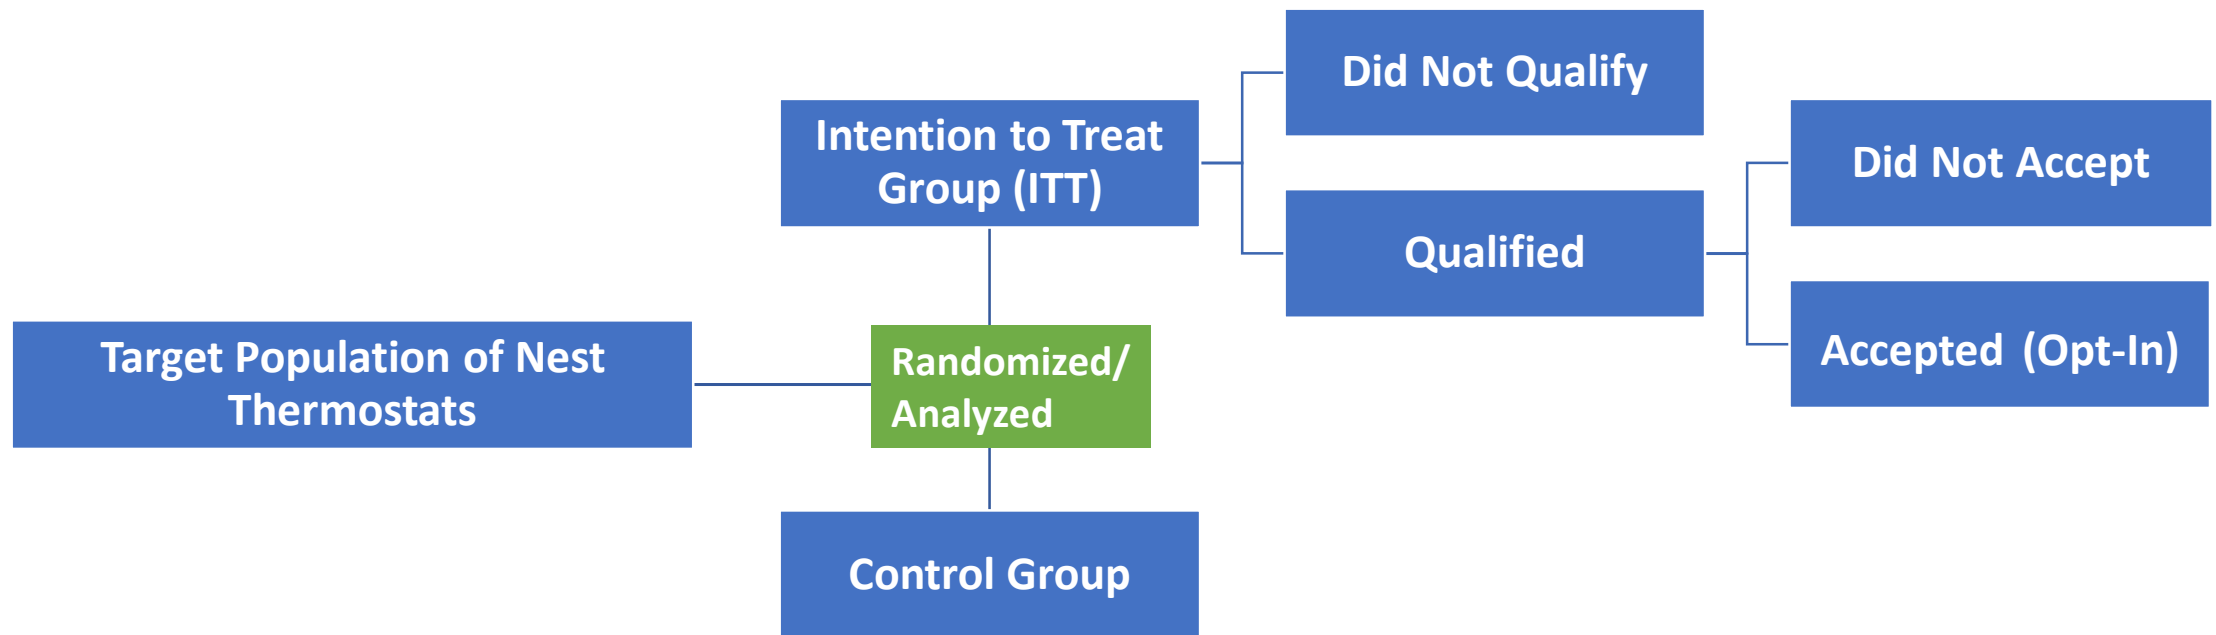 Did Not Qualify
Intention to Treat
Group (ITT)
Did Not Accept
Qualified
Accepted (Opt-In)
Target Population of Nest
Thermostats
Randomized/
Analyzed
Control Group